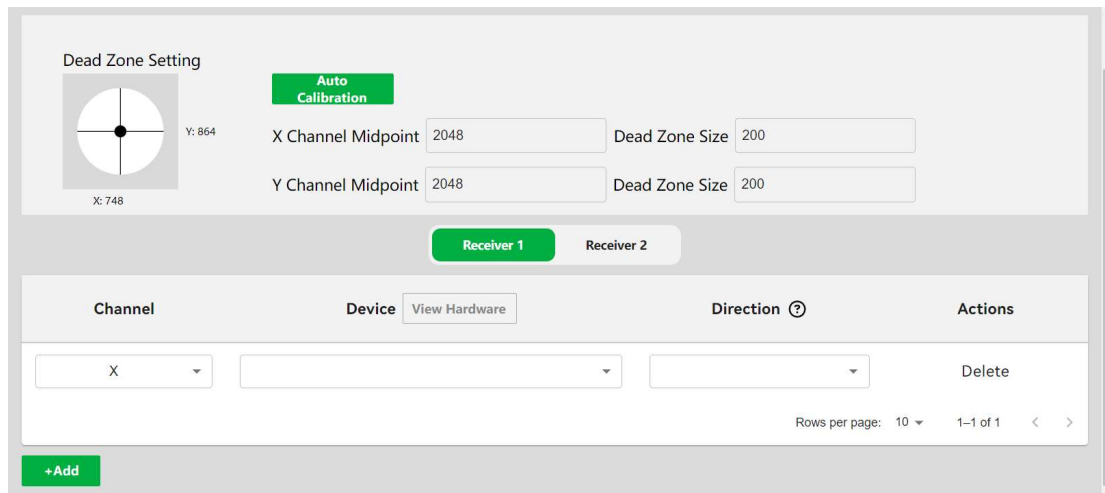 Dead Zone Setting
Auto
Calibration
Y: 864
X Channel Midpoint 2048 Dead Zone Size 200
Y Channel Midpoint 2048 Dead Zone Size 200
X: 748
Receiver 1 Receiver 2
Channel Device View Hardware Direction ? Actions
X Delete
Rows per page: 10 1–1 of 1
+Add